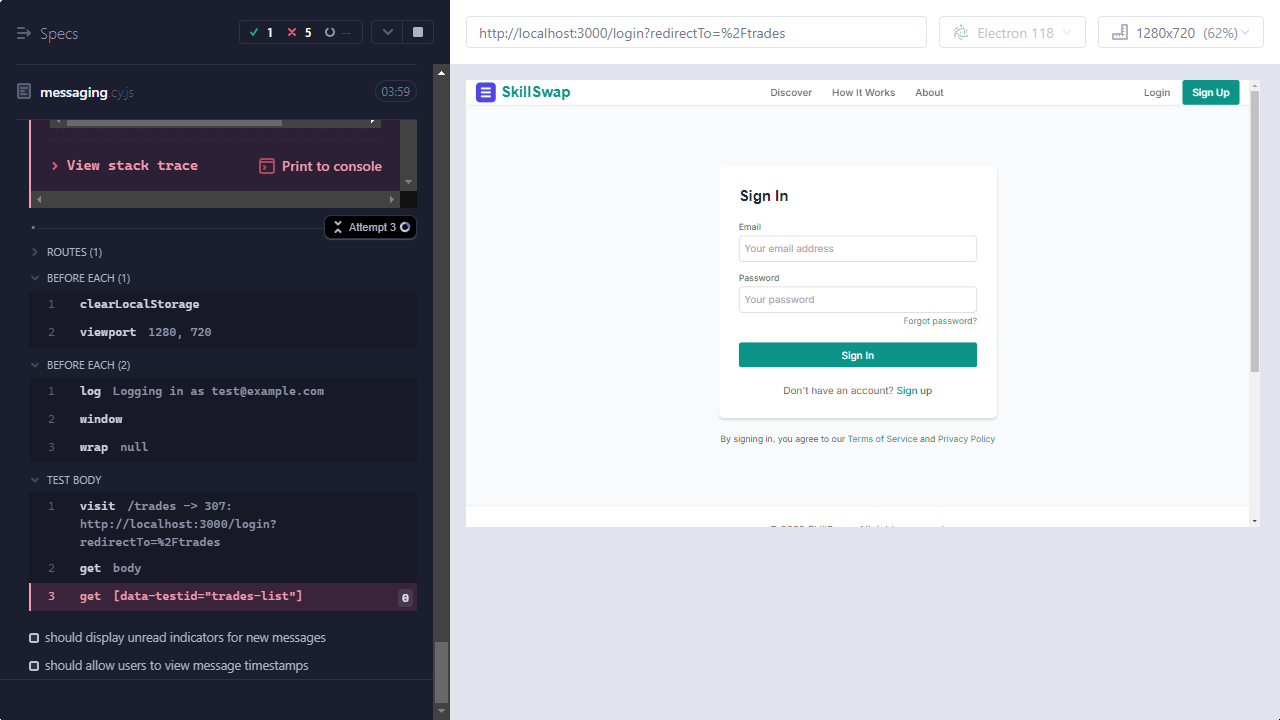 Specs
1
5
--
messaging.cy.js
03:59
View stack trace
Print to console
Attempt 3
ROUTES (1)
BEFORE EACH (1)
1 clearLocalStorage
2 viewport 1280, 720
BEFORE EACH (2)
1 log Logging in as test@example.com
2 window
3 wrap null
TEST BODY
1 visit /trades -> 307:
http://localhost:3000/login?
redirectTo=%2Ftrades
2 get body
3 get [data-testid="trades-list"] 0
should display unread indicators for new messages
should allow users to view message timestamps
http://localhost:3000/login?redirectTo=%2Ftrades
Electron 118
1280x720 (62%)
SkillSwap
Discover How It Works About
Login Sign Up
Sign In
Email
Your email address
Password
Your password
Forgot password?
Sign In
Don't have an account? Sign up
By signing in, you agree to our Terms of Service and Privacy Policy